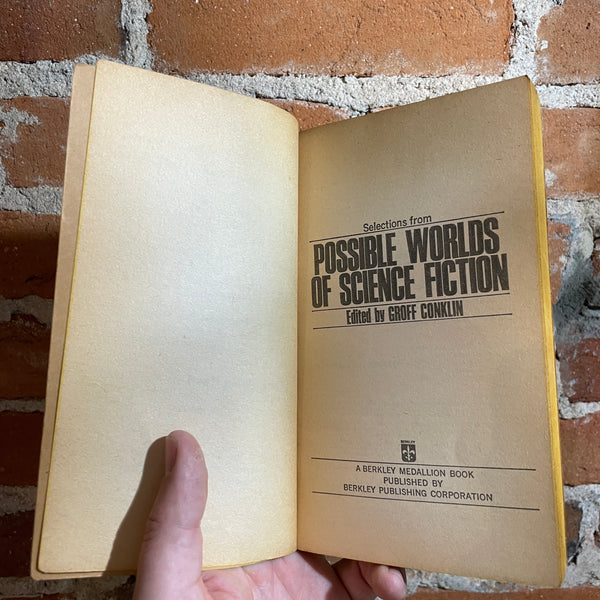 Selections from
POSSIBLE WORLDS
OF SCIENCE FICTION
Edited by GROFF CONKLIN
BERKLEY
A BERKLEY MEDALLION BOOK
PUBLISHED BY
BERKLEY PUBLISHING CORPORATION